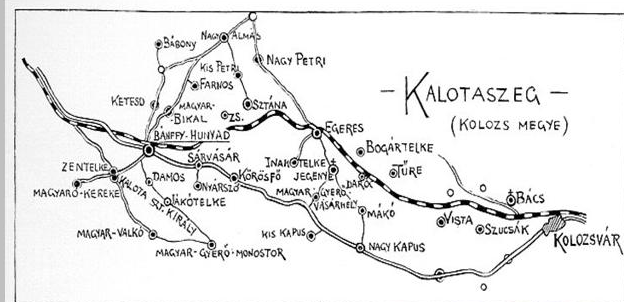 BÁBONY
NAGY ALMÁS
KIS PETRI
NAGY PETRI
FARNOS
KETESD
MAGYAR-
BIKAL
ZS.
SZTÁNA
- KALOTASZEG -
(KOLOZS MEGYE)
BÁNFFY-HUNYAD
EGERES
BOGÁRTELKE
ZENTELKE
SÁRVÁSÁR
INAKTELKE
JEGENYE
TÜRE
MAGYARÓ-KEREKE
KALOTA
SZ. KIRÁLY
DAMOS
JÁKÓTELKE
NYÁRSZÓ
KÖRÖSFŐ
DAROC
MAGYAR GYERŐ
VÁSÁRHELY
MÁKÓ
BÁCS
VISTA
SZUCSÁK
KOLOZSVÁR
MAGYAR-VALKÓ
MAGYAR-GYERŐ-MONOSTOR
KIS KAPUS
NAGY KAPUS